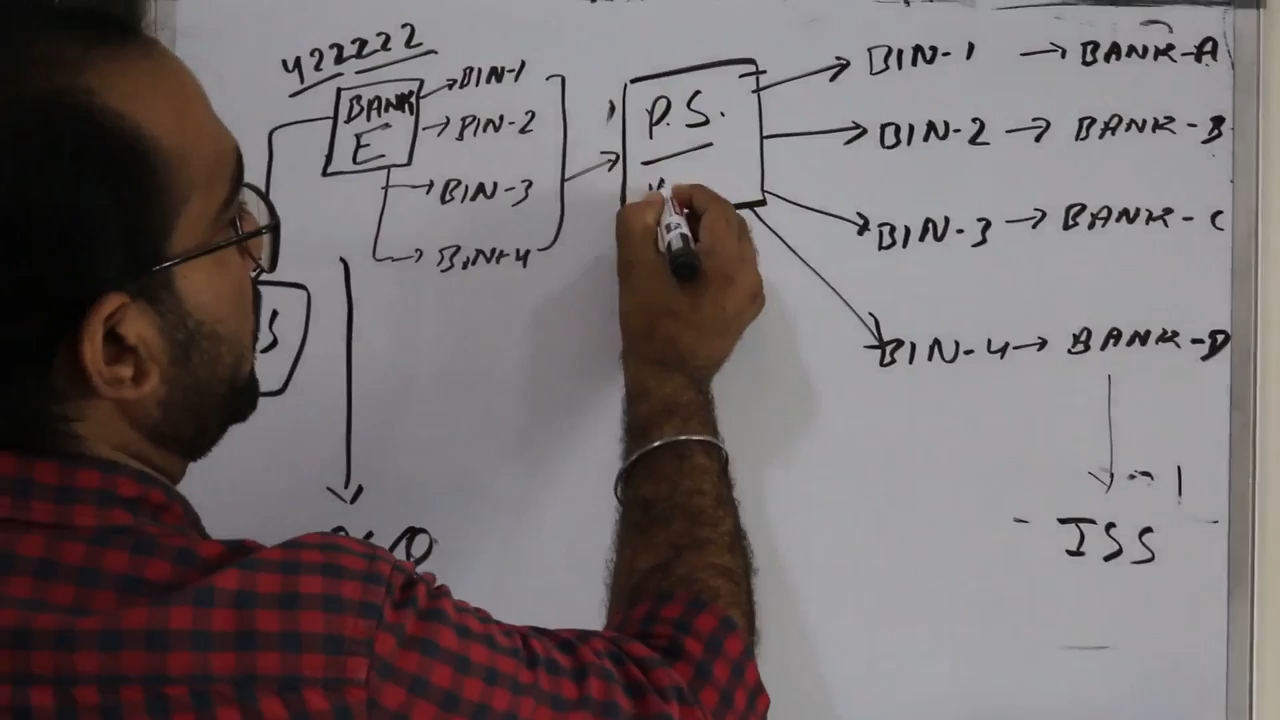 422222
BANK
E
BIN-1
BIN-2
BIN-3
BIN-4
P.S.
BIN-1 → BANK-A
BIN-2 → BANK-B
BIN-3 → BANK-C
BIN-4 → BANK-D
ISS